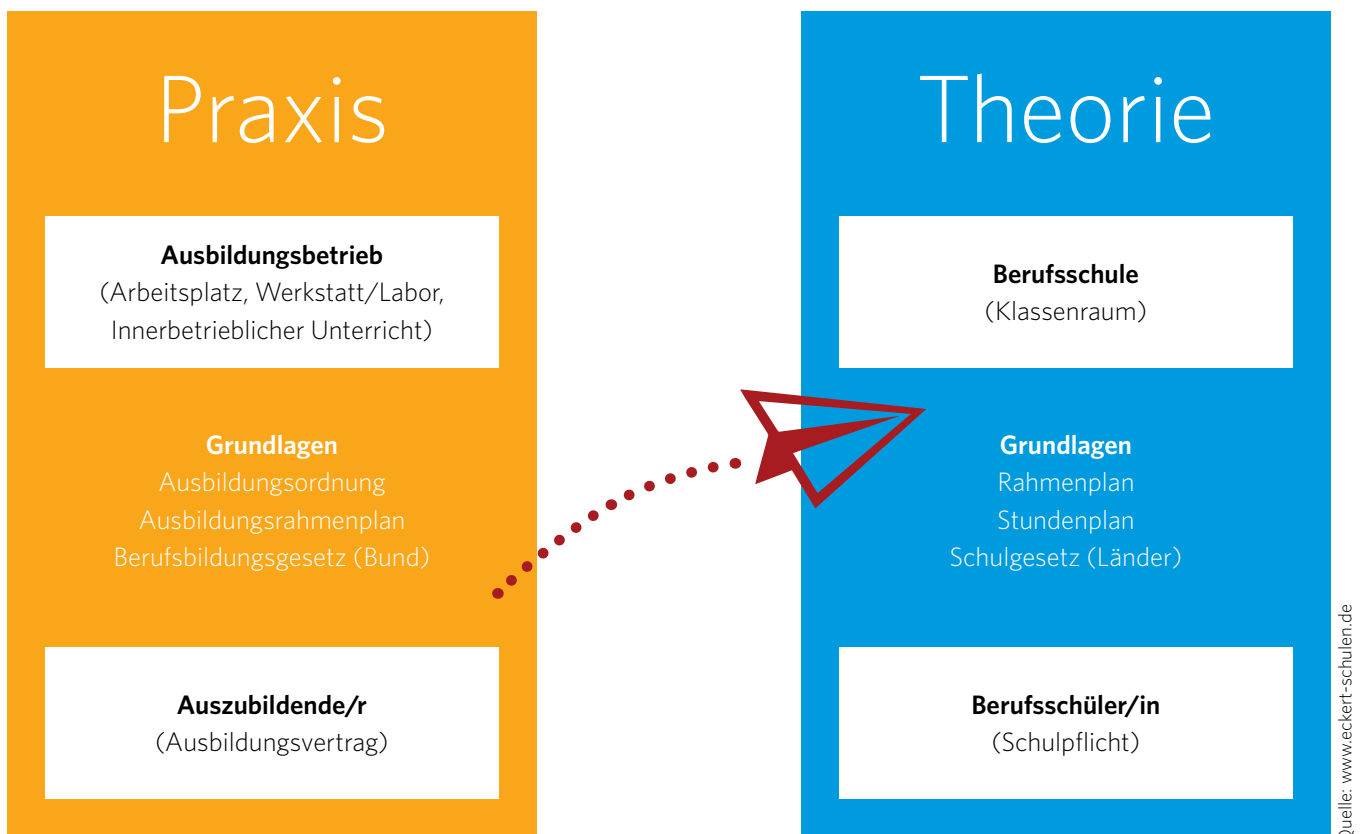 Praxis
Ausbildungsbetrieb
(Arbeitsplatz, Werkstatt/Labor,
Innerbetrieblicher Unterricht)
Grundlagen
Ausbildungsordnung
Ausbildungsrahmenplan
Berufsbildungsgesetz (Bund)
Auszubildende/r
(Ausbildungsvertrag)
Theorie
Berufsschule
(Klassenraum)
Grundlagen
Rahmenplan
Stundenplan
Schulgesetz (Länder)
Berufsschüler/in
(Schulpflicht)
Quelle: www.eckert-schulen.de